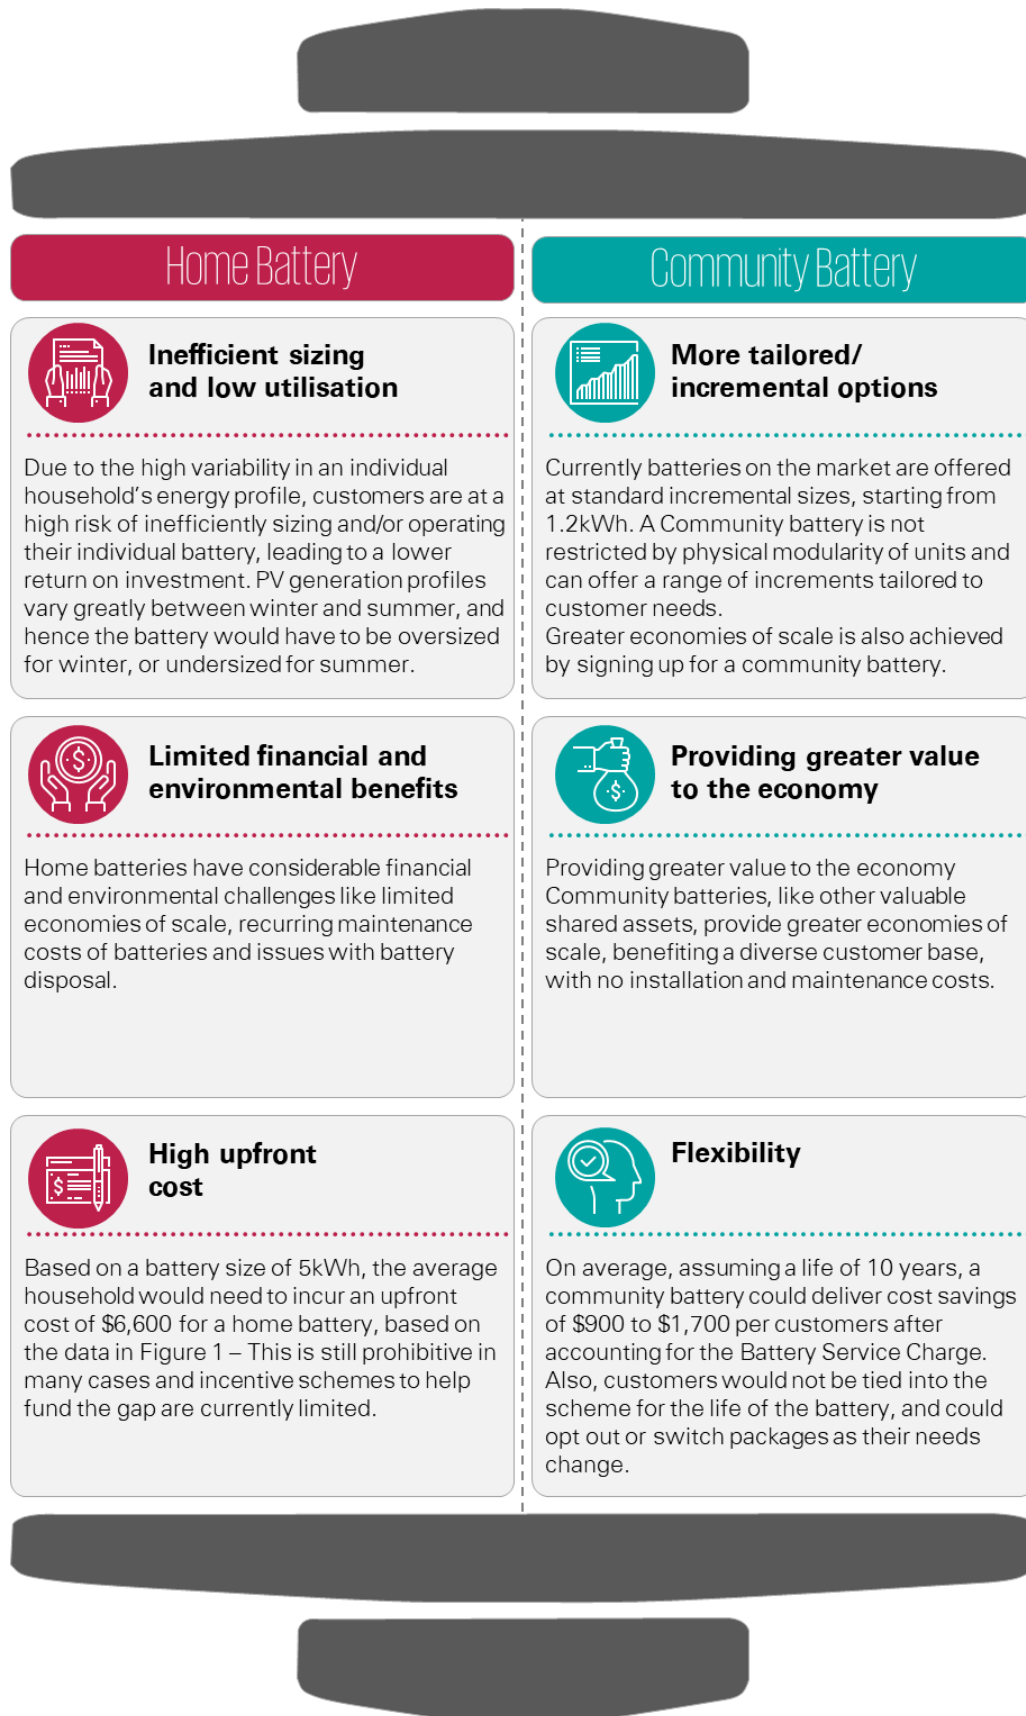 Home Battery
Inefficient sizing
and low utilisation
Due to the high variability in an individual
household's energy profile, customers are at a
high risk of inefficiently sizing and/or operating
their individual battery, leading to a lower
return on investment. PV generation profiles
vary greatly between winter and summer, and
hence the battery would have to be oversized
for winter, or undersized for summer.
Limited financial and
environmental benefits
Home batteries have considerable financial
and environmental challenges like limited
economies of scale, recurring maintenance
costs of batteries and issues with battery
disposal.
High upfront
cost
Based on a battery size of 5kWh, the average
household would need to incur an upfront
cost of $6,600 for a home battery, based on
the data in Figure 1 – This is still prohibitive in
many cases and incentive schemes to help
fund the gap are currently limited.
Community Battery
More tailored/
incremental options
Currently batteries on the market are offered
at standard incremental sizes, starting from
1.2kWh. A Community battery is not
restricted by physical modularity of units and
can offer a range of increments tailored to
customer needs.
Greater economies of scale is also achieved
by signing up for a community battery.
Providing greater value
to the economy
Providing greater value to the economy
Community batteries, like other valuable
shared assets, provide greater economies of
scale, benefiting a diverse customer base,
with no installation and maintenance costs.
Flexibility
On average, assuming a life of 10 years, a
community battery could deliver cost savings
of $900 to $1,700 per customers after
accounting for the Battery Service Charge.
Also, customers would not be tied into the
scheme for the life of the battery, and could
opt out or switch packages as their needs
change.